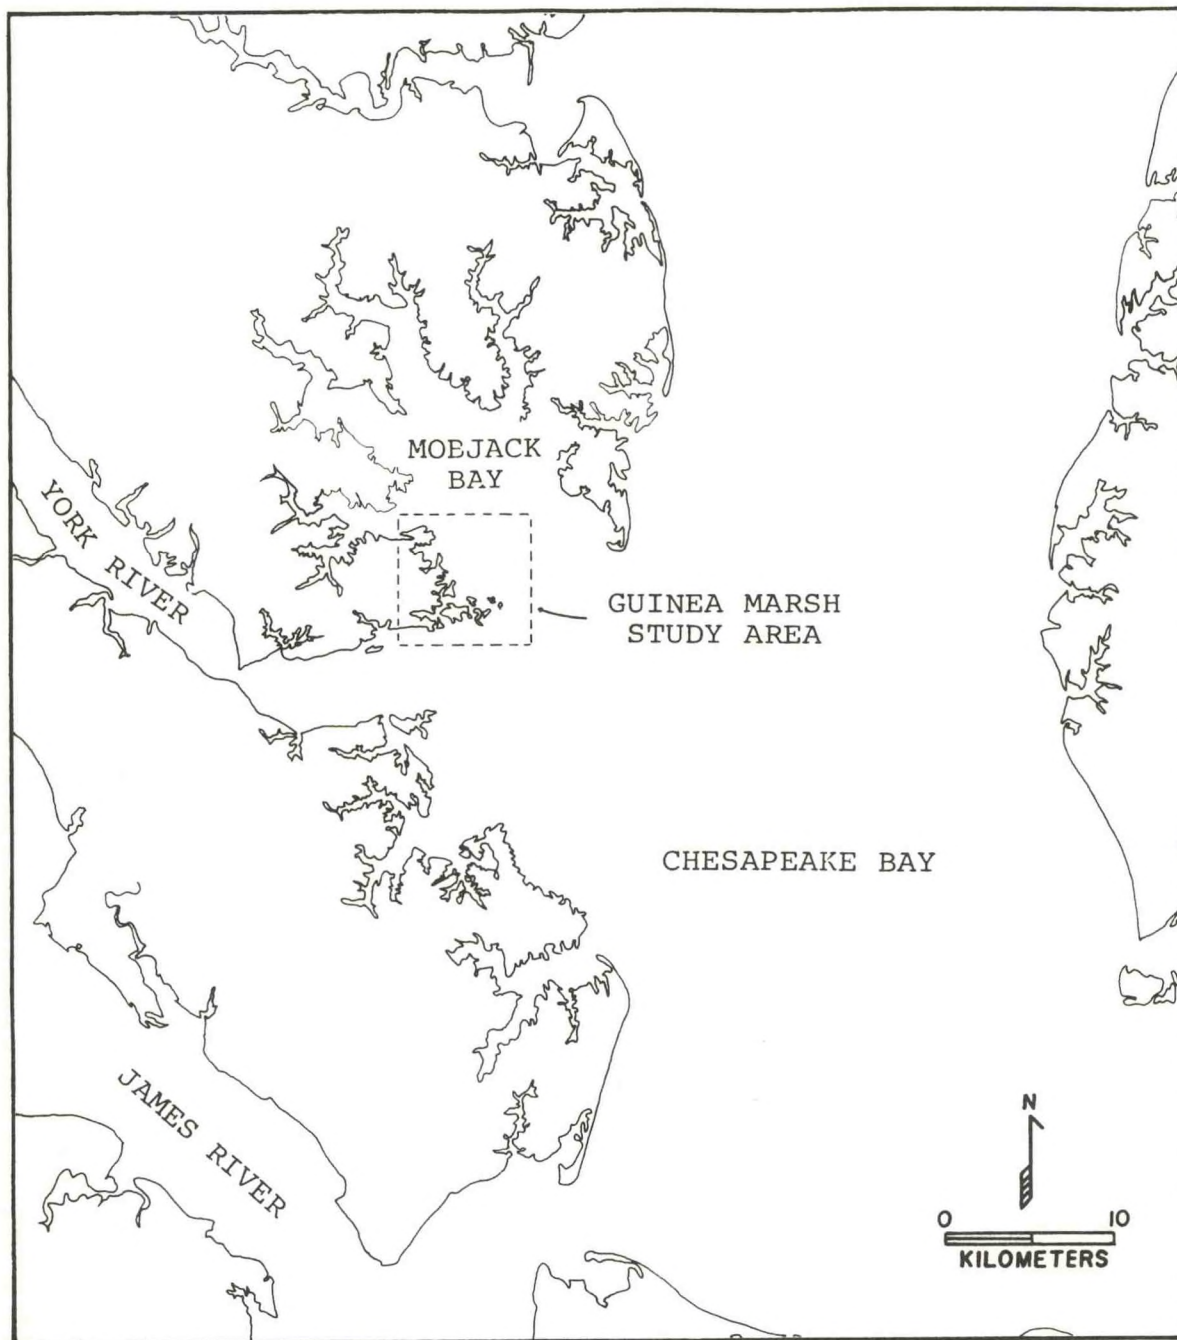 MOBJACK
BAY
YORK RIVER
GUINEA MARSH
STUDY AREA
CHESAPEAKE BAY
JAMES RIVER
N
0 10
KILOMETERS